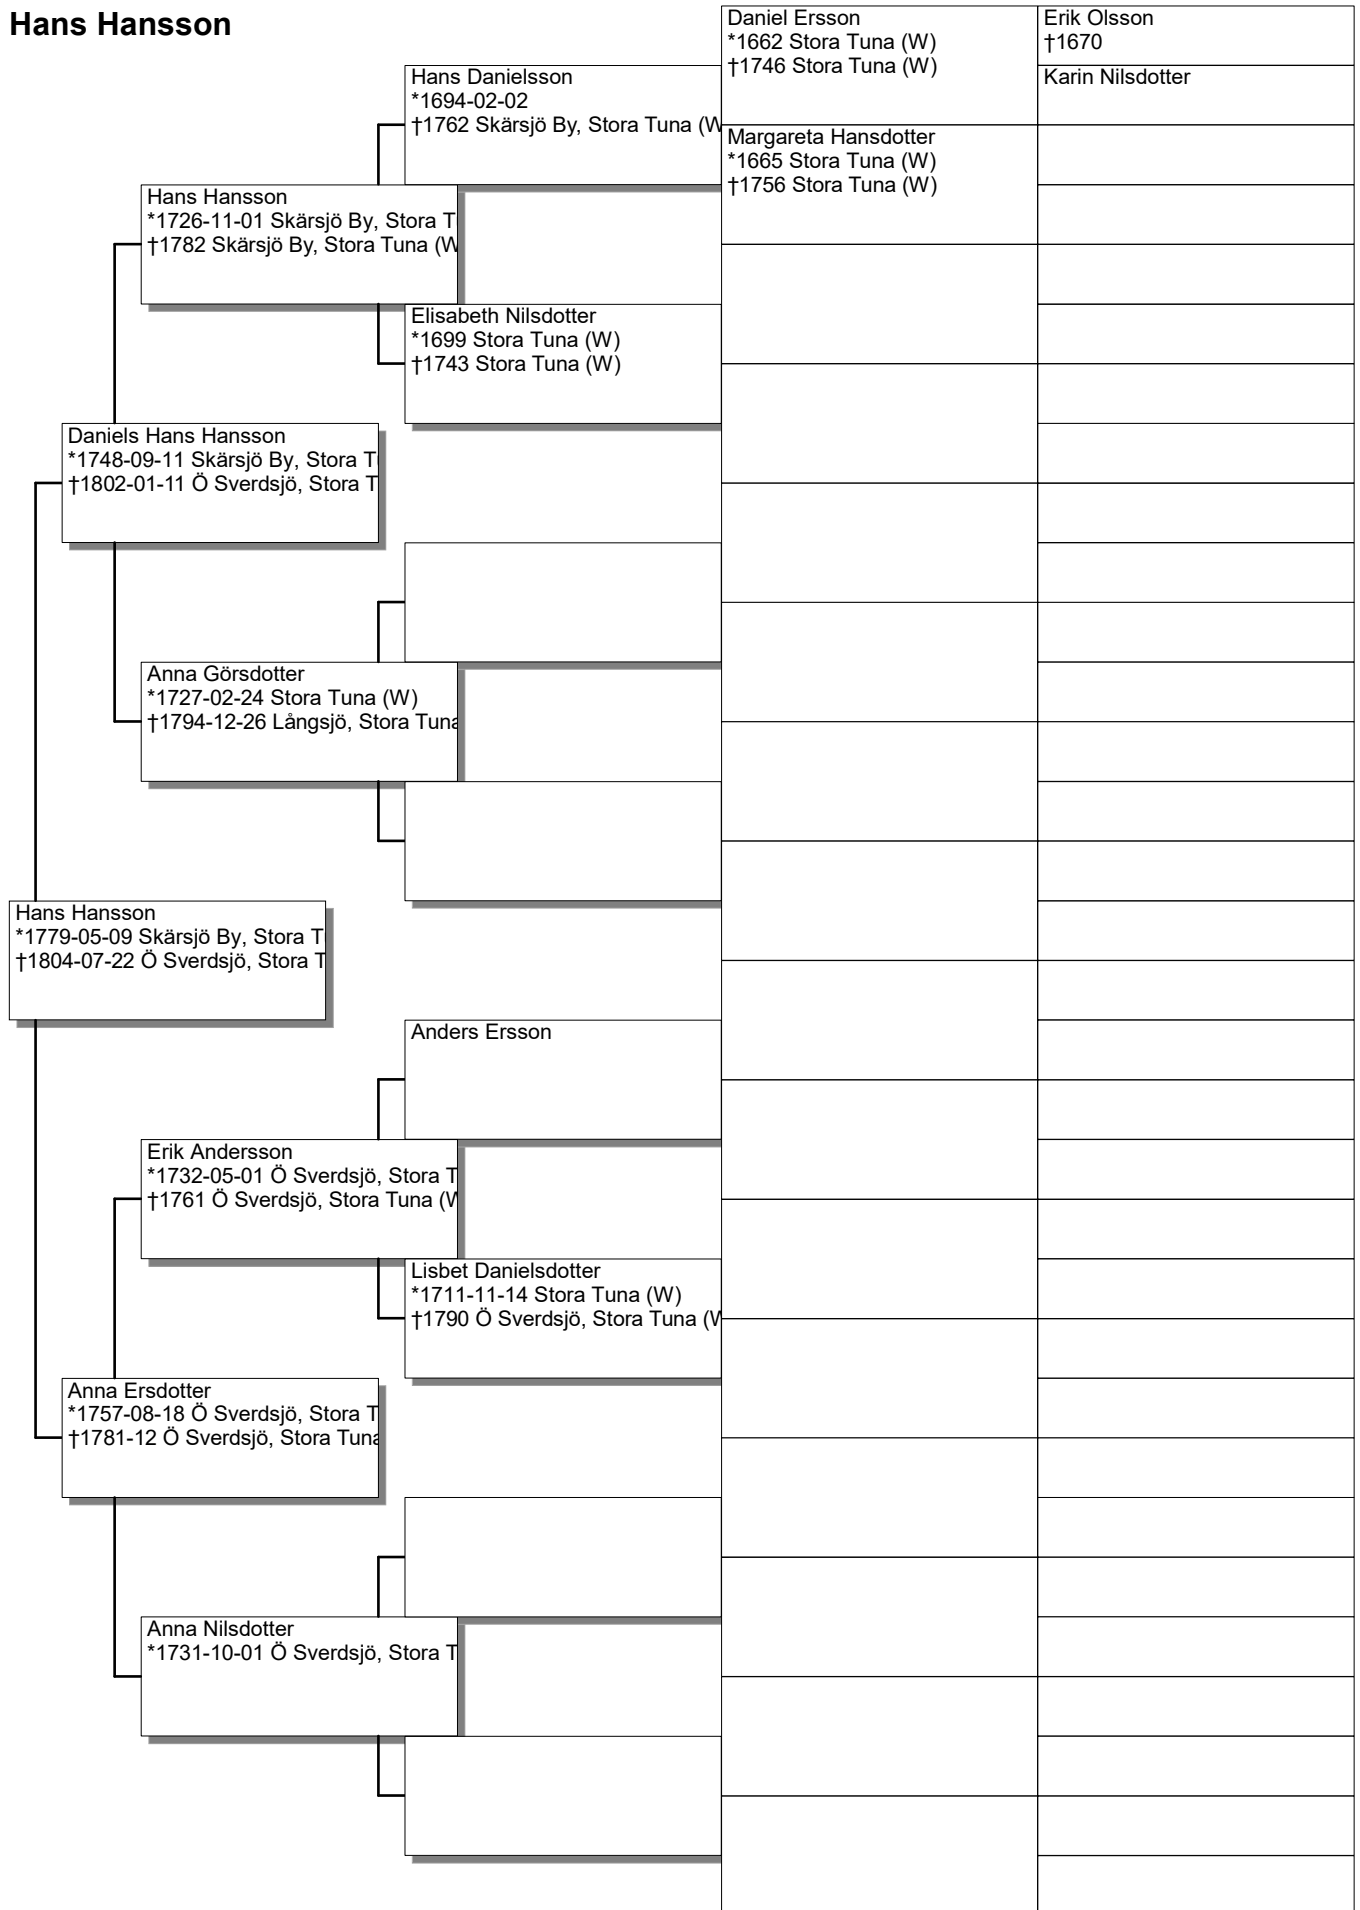 Hans Hansson
Daniel Ersson
*1662 Stora Tuna (W)
†1746 Stora Tuna (W)
Erik Olsson
†1670
Karin Nilsdotter
Hans Danielsson
*1694-02-02
†1762 Skärsjö By, Stora Tuna (W
Margareta Hansdotter
*1665 Stora Tuna (W)
†1756 Stora Tuna (W)
Hans Hansson
*1726-11-01 Skärsjö By, Stora T
†1782 Skärsjö By, Stora Tuna (W
Elisabeth Nilsdotter
*1699 Stora Tuna (W)
†1743 Stora Tuna (W)
Daniels Hans Hansson
*1748-09-11 Skärsjö By, Stora T
†1802-01-11 Ö Sverdsjö, Stora T
Anna Görsdotter
*1727-02-24 Stora Tuna (W)
†1794-12-26 Långsjö, Stora Tuna
Hans Hansson
*1779-05-09 Skärsjö By, Stora T
†1804-07-22 Ö Sverdsjö, Stora T
Anders Ersson
Erik Andersson
*1732-05-01 Ö Sverdsjö, Stora T
†1761 Ö Sverdsjö, Stora Tuna (W
Lisbet Danielsdotter
*1711-11-14 Stora Tuna (W)
†1790 Ö Sverdsjö, Stora Tuna (W
Anna Ersdotter
*1757-08-18 Ö Sverdsjö, Stora T
†1781-12 Ö Sverdsjö, Stora Tuna
Anna Nilsdotter
*1731-10-01 Ö Sverdsjö, Stora T